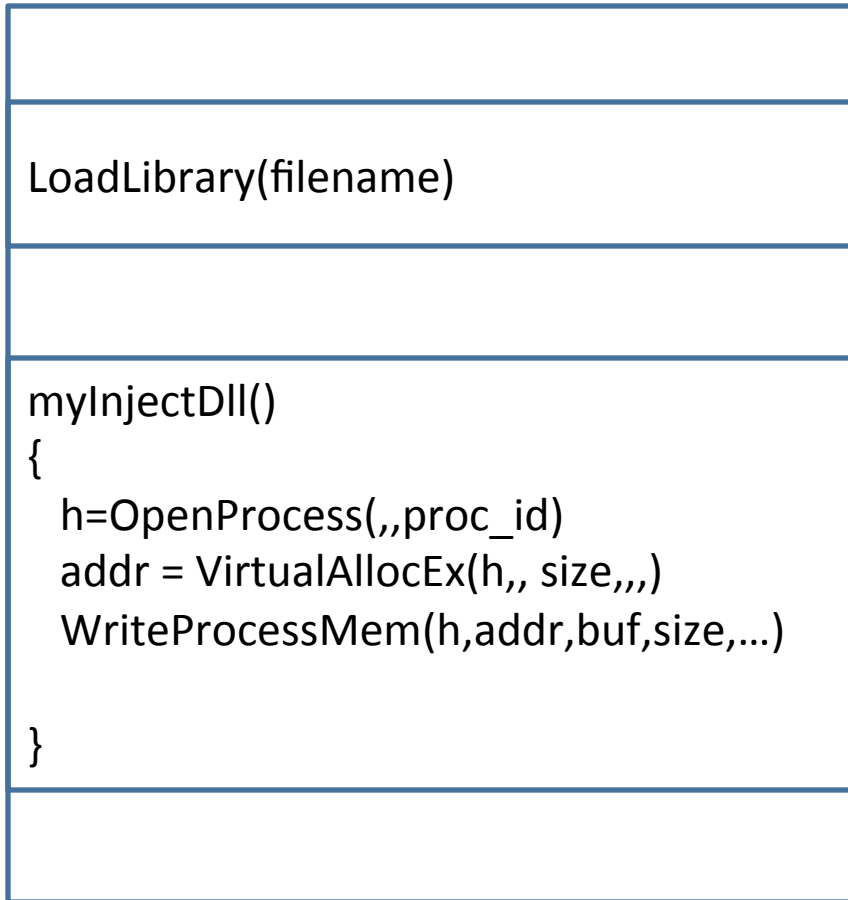 LoadLibrary(filename)
myInjectDll()
{
h=OpenProcess(,,proc_id)
addr = VirtualAllocEx(h,, size,,,)
WriteProcessMem(h,addr,buf,size,…)
}